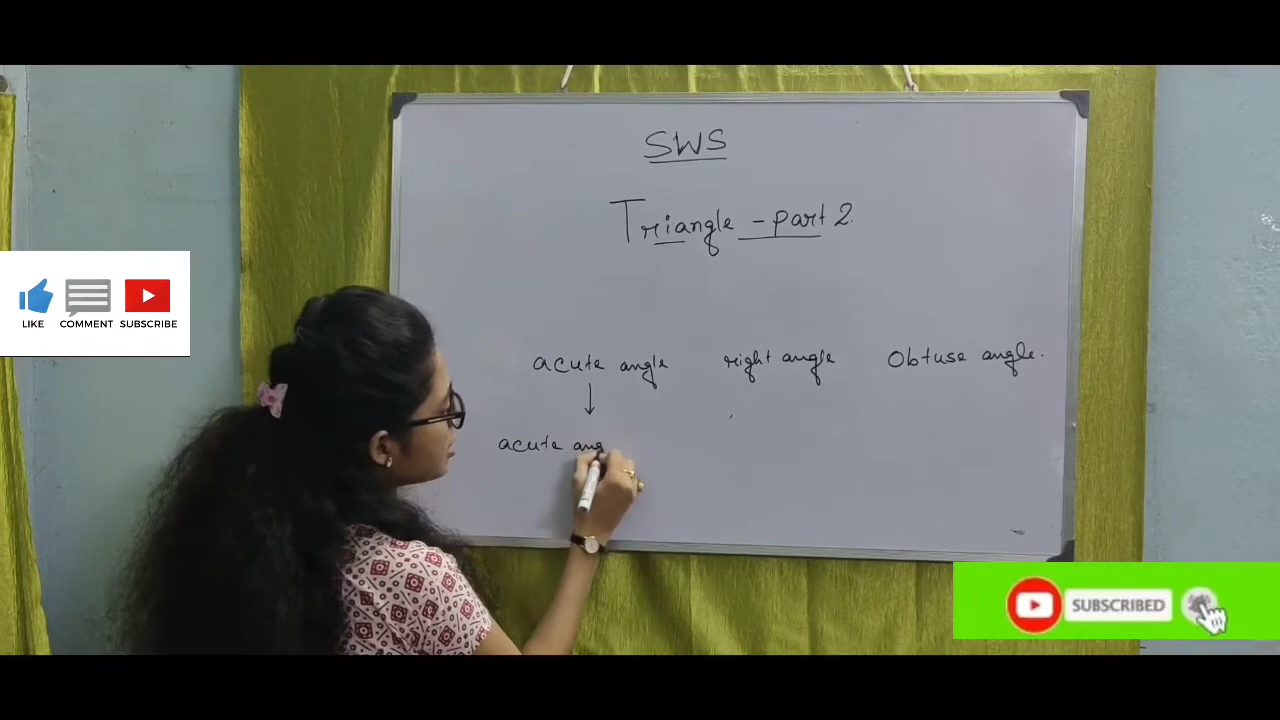 SWS
Triangle - part 2.
acute angle right angle Obtuse angle.
acute ang
LIKE COMMENT SUBSCRIBE
SUBSCRIBED